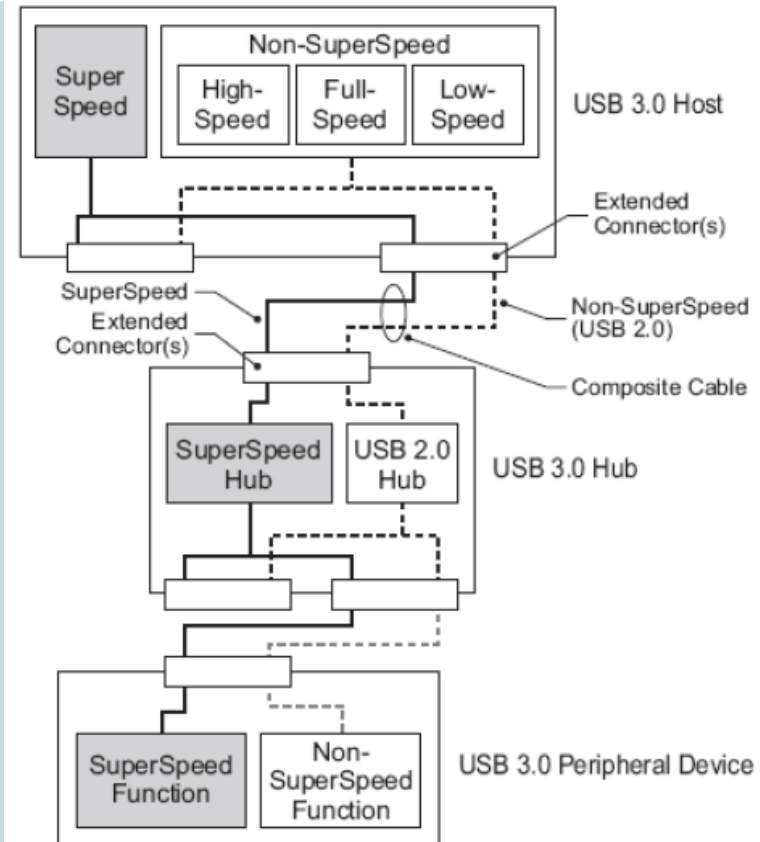 Non-SuperSpeed
Super
Speed
High-
Speed
Full-
Speed
Low-
Speed
USB 3.0 Host
Extended
Connector(s)
SuperSpeed
Extended
Connector(s)
Non-SuperSpeed
(USB 2.0)
Composite Cable
SuperSpeed
Hub
USB 2.0
Hub
USB 3.0 Hub
SuperSpeed
Function
Non-
SuperSpeed
Function
USB 3.0 Peripheral Device